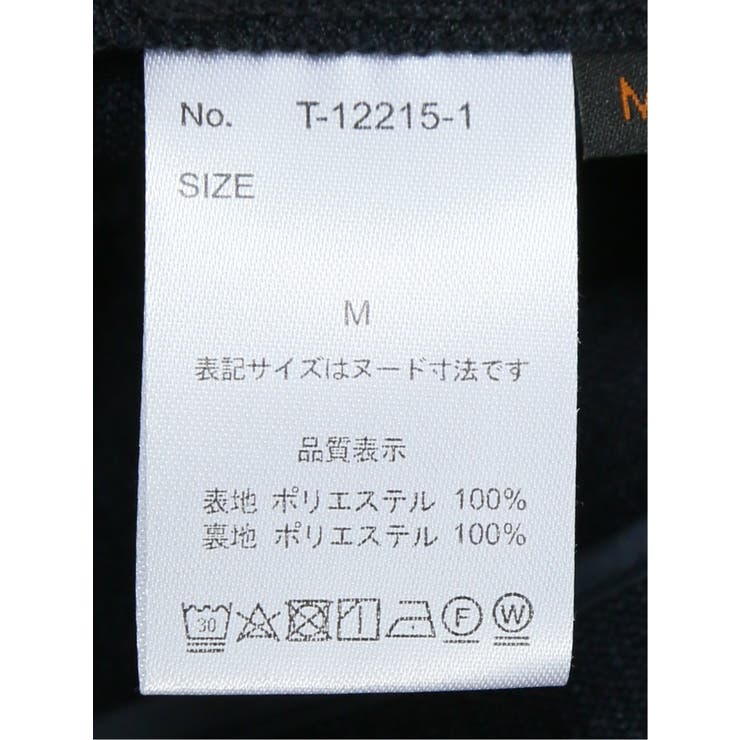 No. T-12215-1
M
SIZE
M
表記サイズはヌード寸法です
品質表示
表地 ポリエステル 100%
裏地 ポリエステル 100%
30 F W